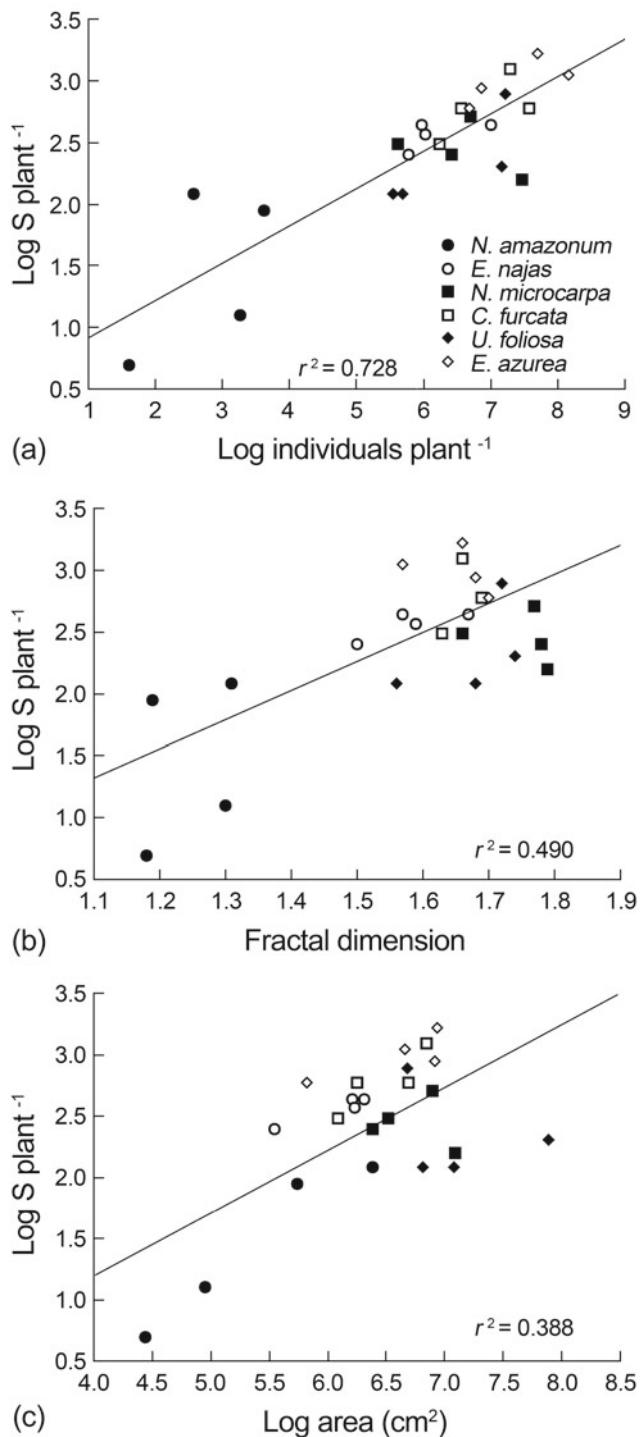 3.5
3.0
2.5
2.0
1.5
1.0
0.5
Log S plant -1
N. amazonum
E. najas
N. microcarpa
C. furcata
U. foliosa
E. azurea
r 2 = 0.728
1 2 3 4 5 6 7 8 9
(a) Log individuals plant -1
3.5
3.0
2.5
2.0
1.5
1.0
0.5
Log S plant -1
r 2 = 0.490
1.1 1.2 1.3 1.4 1.5 1.6 1.7 1.8 1.9
(b) Fractal dimension
3.5
3.0
2.5
2.0
1.5
1.0
0.5
Log S plant -1
r 2 = 0.388
4.0 4.5 5.0 5.5 6.0 6.5 7.0 7.5 8.0 8.5
(c) Log area (cm2)